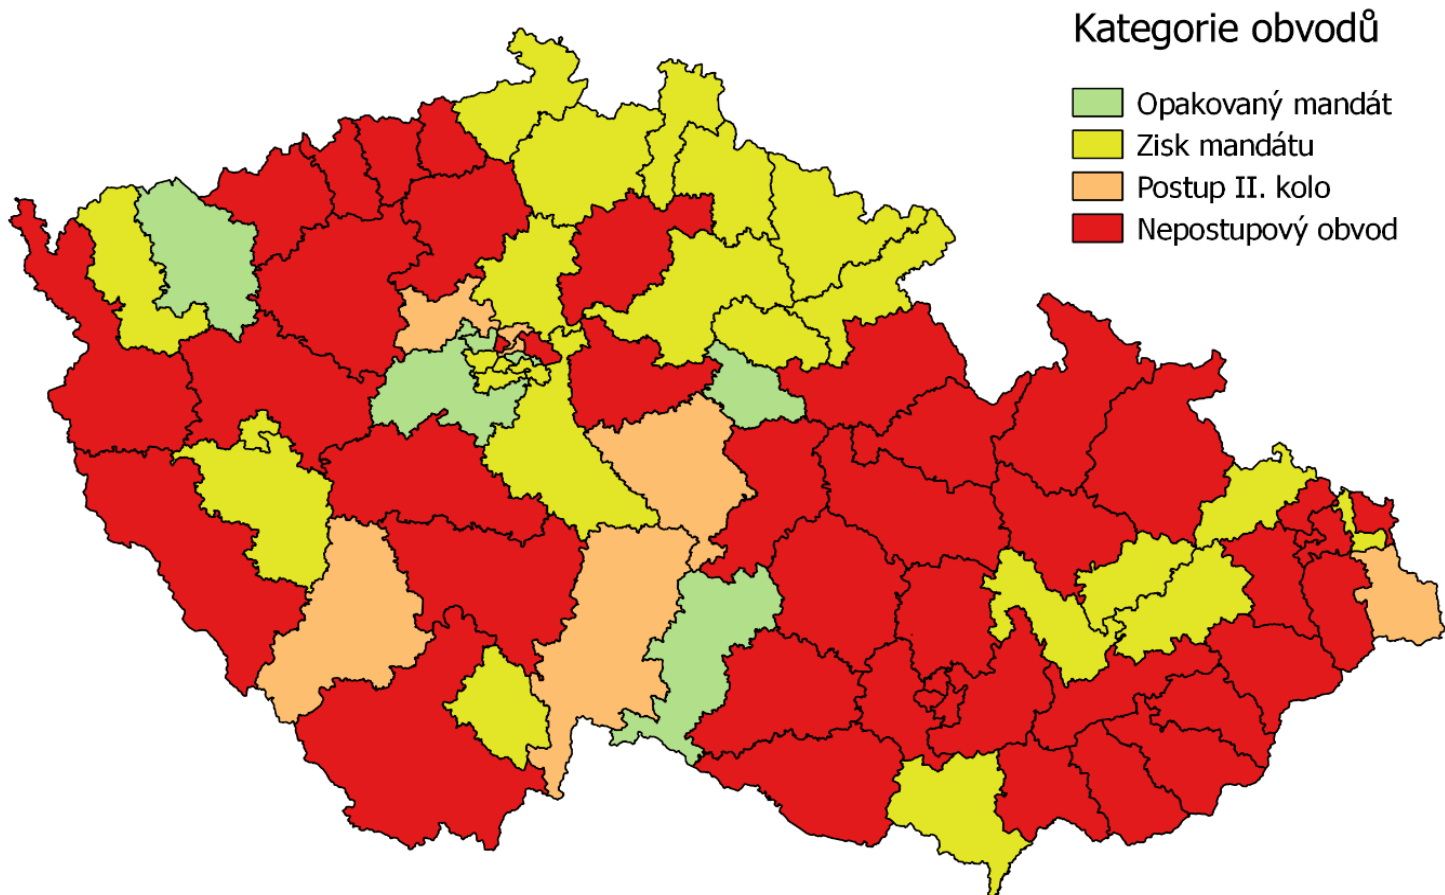 Kategorie obvodů
Opakovaný mandát
Zisk mandátu
Postup II. kolo
Nepostupový obvod